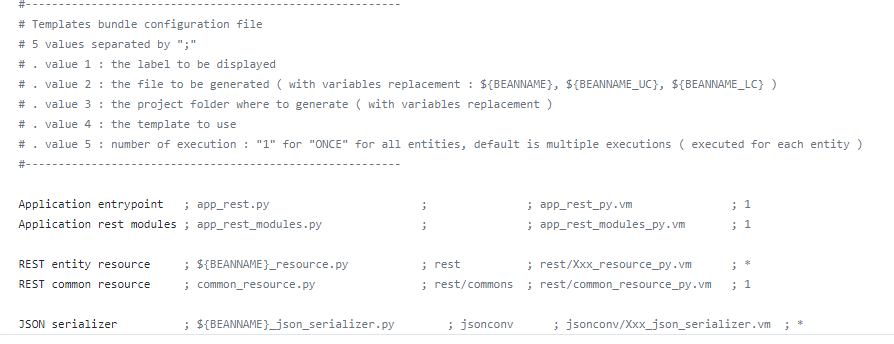 #---------------------------------------------------------
# Templates bundle configuration file
# 5 values separated by ";"
# . value 1 : the label to be displayed
# . value 2 : the file to be generated ( with variables replacement : ${BEANNAME}, ${BEANNAME_UC}, ${BEANNAME_LC} )
# . value 3 : the project folder where to generate ( with variables replacement )
# . value 4 : the template to use
# . value 5 : number of execution : "1" for "ONCE" for all entities, default is multiple executions ( executed for each entity )
#---------------------------------------------------------
Application entrypoint   ; app_rest.py                       ;               ; app_rest_py.vm               ; 1
Application rest modules ; app_rest_modules.py               ;               ; app_rest_modules_py.vm       ; 1
REST entity resource     ; ${BEANNAME}_resource.py           ; rest          ; rest/Xxx_resource_py.vm      ; *
REST common resource     ; common_resource.py                ; rest/commons  ; rest/common_resource_py.vm   ; 1
JSON serializer          ; ${BEANNAME}_json_serializer.py        ; jsonconv      ; jsonconv/Xxx_json_serializer.vm  ; *